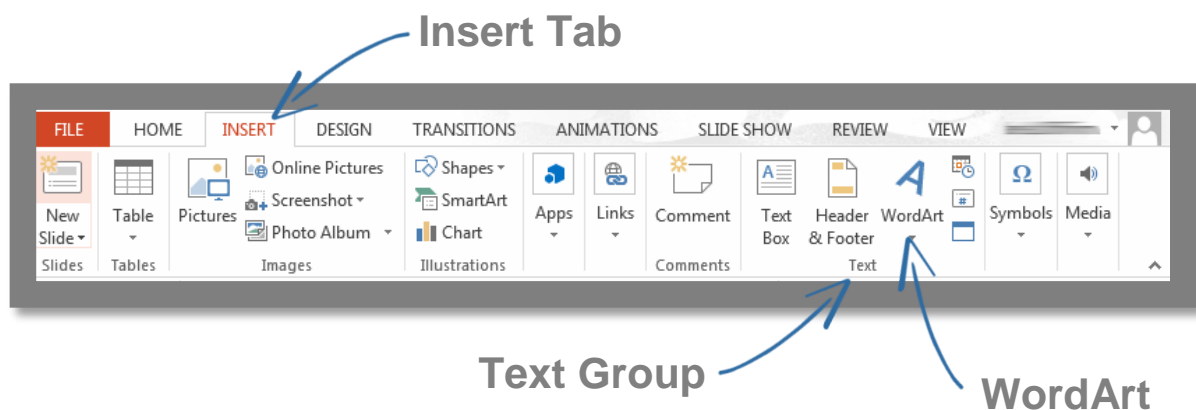 Insert Tab
FILE HOME INSERT DESIGN TRANSITIONS ANIMATIONS SLIDE SHOW REVIEW VIEW
Online Pictures Shapes
Screenshot SmartArt
New Table Pictures Apps Links Comment Text Header WordArt Symbols Media
Slide Photo Album Chart Box & Footer
Slides Tables Images Illustrations Comments Text
Text Group
WordArt